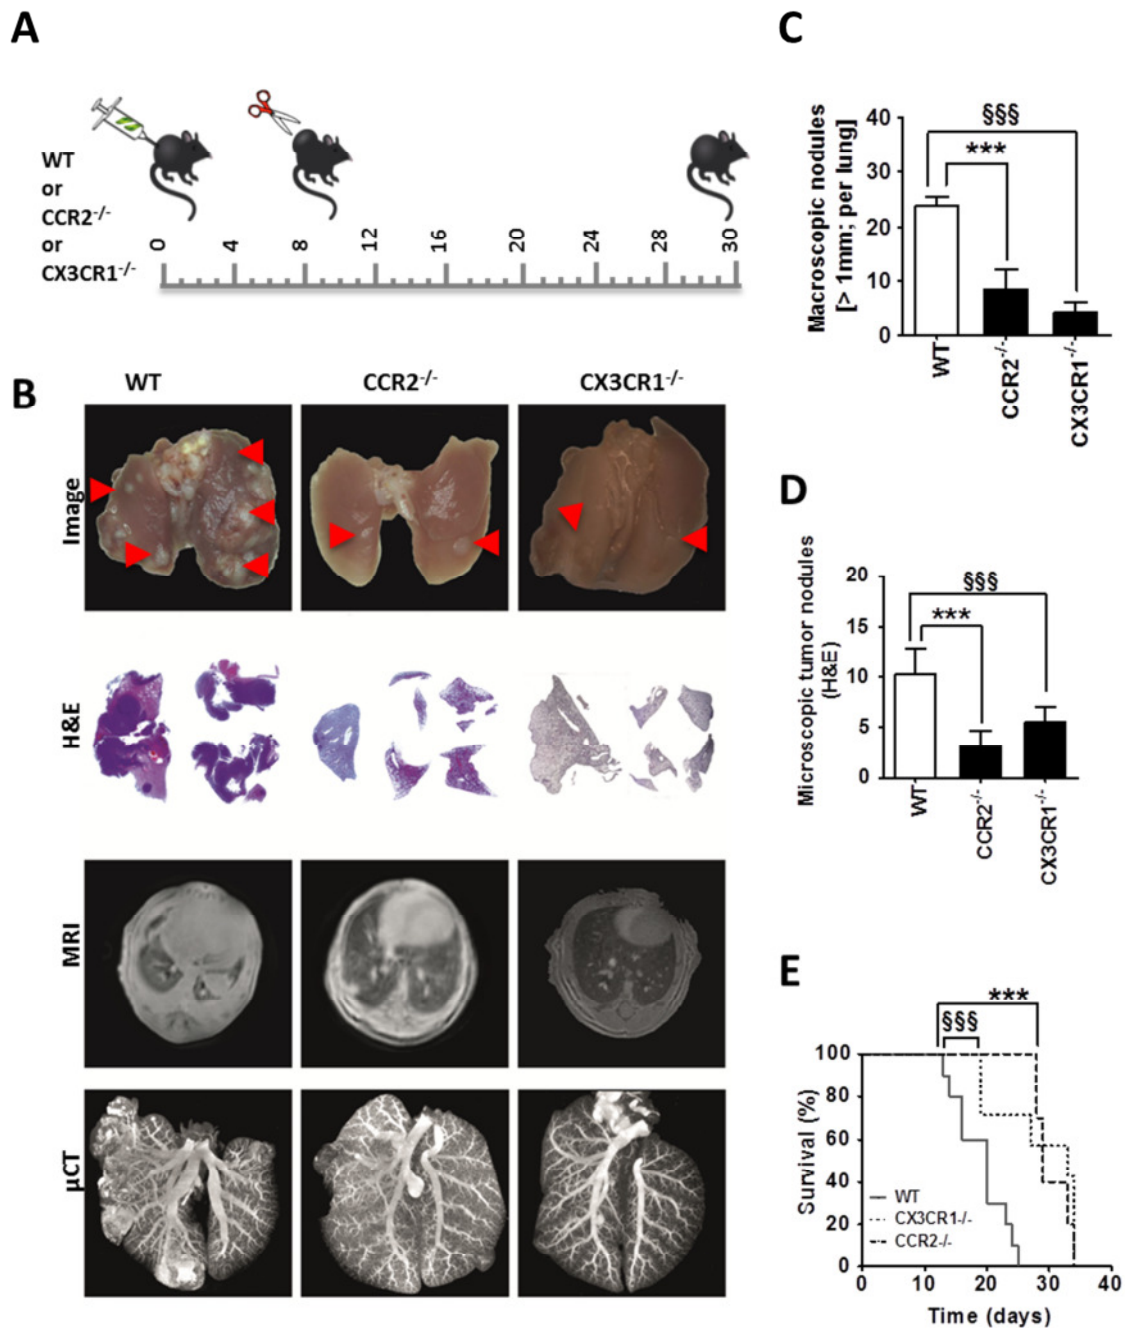 A
WT
or
CCR2-/-
or
CX3CR1-/-
0 4 8 12 16 20 24 28 30
B
WT CCR2-/- CX3CR1-/-
Image
H&E
MRI
µCT
C
Macroscopic nodules
[> 1mm; per lung]
40
30
20
10
0
§§§
***
WT CCR2-/- CX3CR1-/-
D
Microscopic tumor nodules
(H&E)
20
15
10
5
0
§§§
***
WT CCR2-/- CX3CR1-/-
E
***
§§§
Survival (%)
100
80
60
40
20
0
WT
CX3CR1-/-
CCR2-/-
0 10 20 30 40
Time (days)